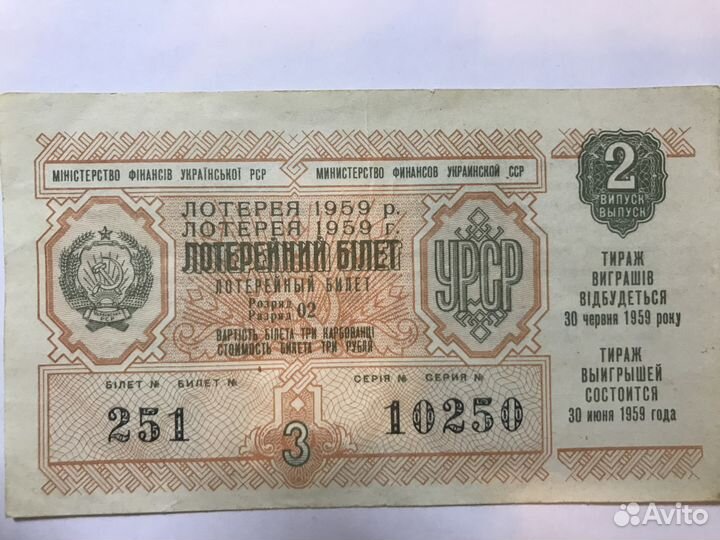 МІНІСТЕРСТВО ФІНАНСІВ УКРАЇНСЬКОЇ РСР
МИНИСТЕРСТВО ФИНАНСОВ УКРАИНСКОЙ ССР
ЛОТЕРЕЯ 1959 р.
ЛОТЕРЕЯ 1959 г.
ЛОТЕРЕЙНИЙ БІЛЕТ
ЛОТЕРЕЙНЫЙ БИЛЕТ
Розряд
Разряд 02
ВАРТІСТЬ БІЛЕТА ТРИ КАРБОВАНЦІ
СТОИМОСТЬ БИЛЕТА ТРИ РУБЛЯ
УРСР
БІЛЕТ № БИЛЕТ №
251
3
СЕРІЯ № СЕРИЯ №
10250
2
ВИПУСК
ВЫПУСК
ТИРАЖ
ВИГРАШІВ
ВІДБУДЕТЬСЯ
30 червня 1959 року
ТИРАЖ
ВЫИГРЫШЕЙ
СОСТОИТСЯ
30 июня 1959 года
Avito